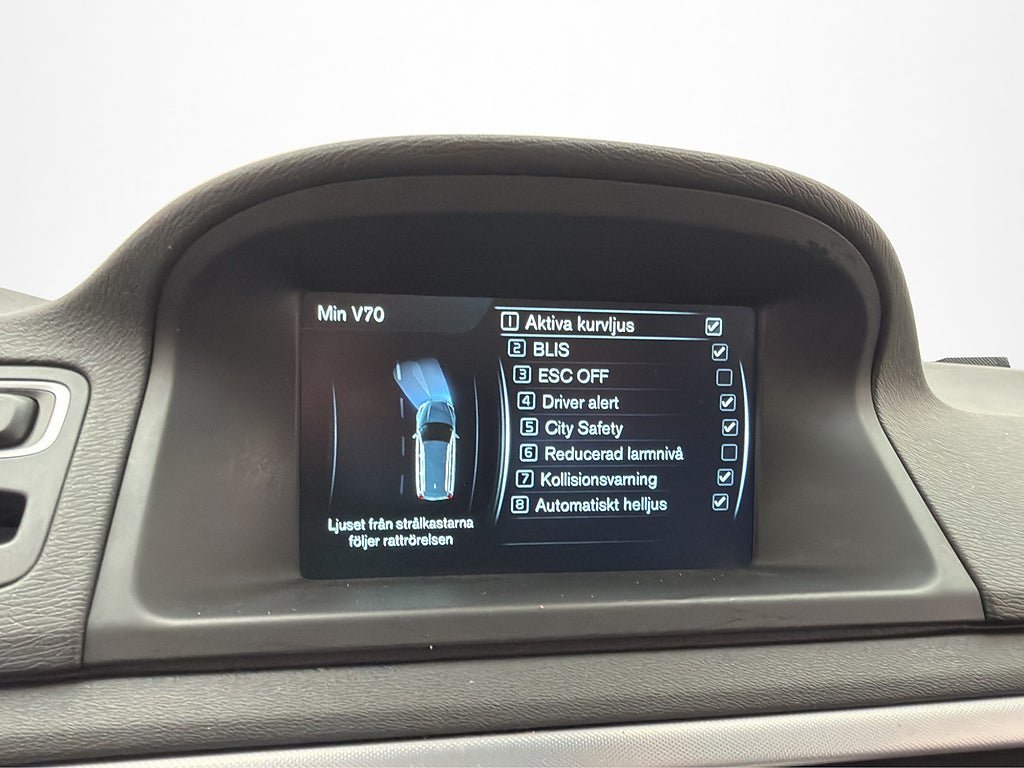 Min V70
1 Aktiva kurvljus
2 BLIS
3 ESC OFF
4 Driver alert
5 City Safety
6 Reducerad larmnivå
7 Kollisionsvarning
8 Automatiskt helljus
Ljuset från strålkastarna
följer rattrörelsen